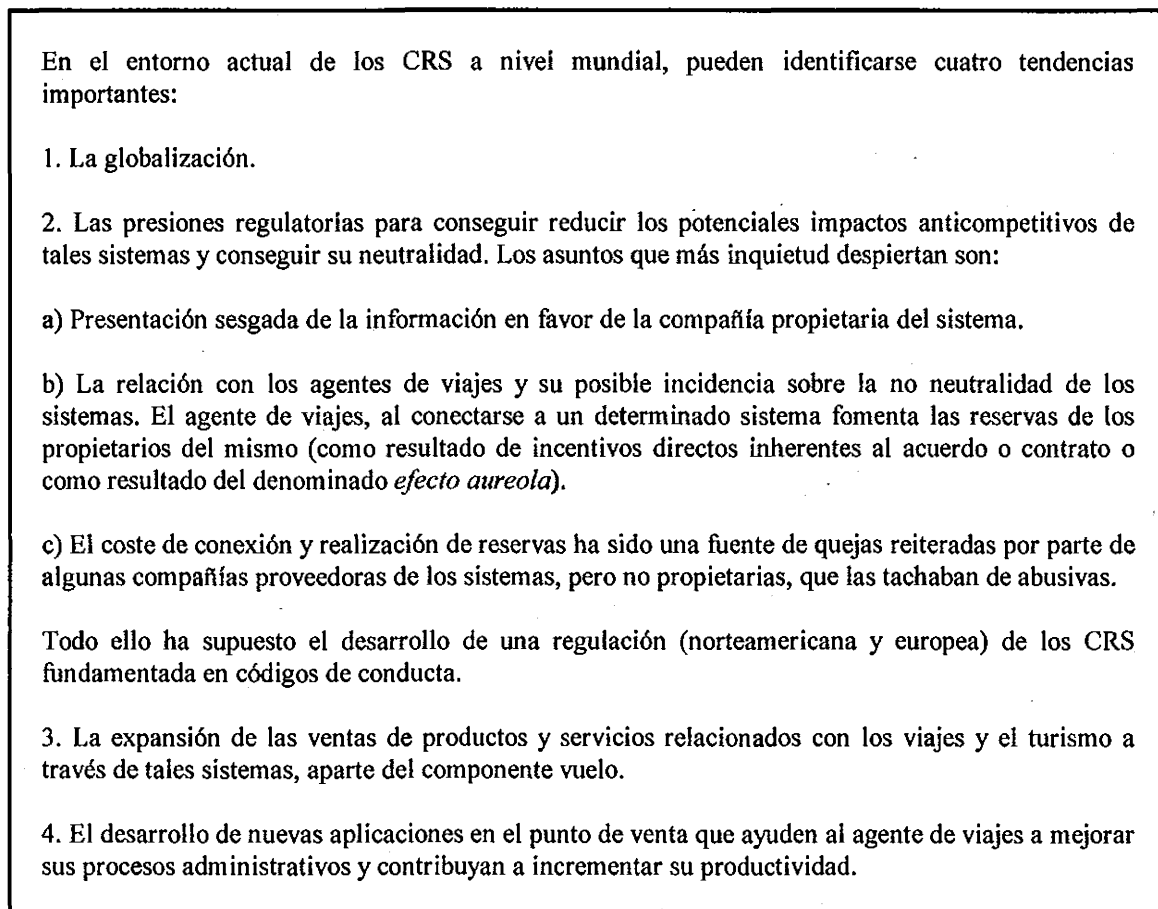 En el entorno actual de los CRS a nivel mundial, pueden identificarse cuatro tendencias
importantes:
1. La globalización.
2. Las presiones regulatorias para conseguir reducir los potenciales impactos anticompetitivos de
tales sistemas y conseguir su neutralidad. Los asuntos que más inquietud despiertan son:
a) Presentación sesgada de la información en favor de la compañía propietaria del sistema.
b) La relación con los agentes de viajes y su posible incidencia sobre la no neutralidad de los
sistemas. El agente de viajes, al conectarse a un determinado sistema fomenta las reservas de los
propietarios del mismo (como resultado de incentivos directos inherentes al acuerdo o contrato o
como resultado del denominado efecto aureola).
c) El coste de conexión y realización de reservas ha sido una fuente de quejas reiteradas por parte de
algunas compañías proveedoras de los sistemas, pero no propietarias, que las tachaban de abusivas.
Todo ello ha supuesto el desarrollo de una regulación (norteamericana y europea) de los CRS
fundamentada en códigos de conducta.
3. La expansión de las ventas de productos y servicios relacionados con los viajes y el turismo a
través de tales sistemas, aparte del componente vuelo.
4. El desarrollo de nuevas aplicaciones en el punto de venta que ayuden al agente de viajes a mejorar
sus procesos administrativos y contribuyan a incrementar su productividad.